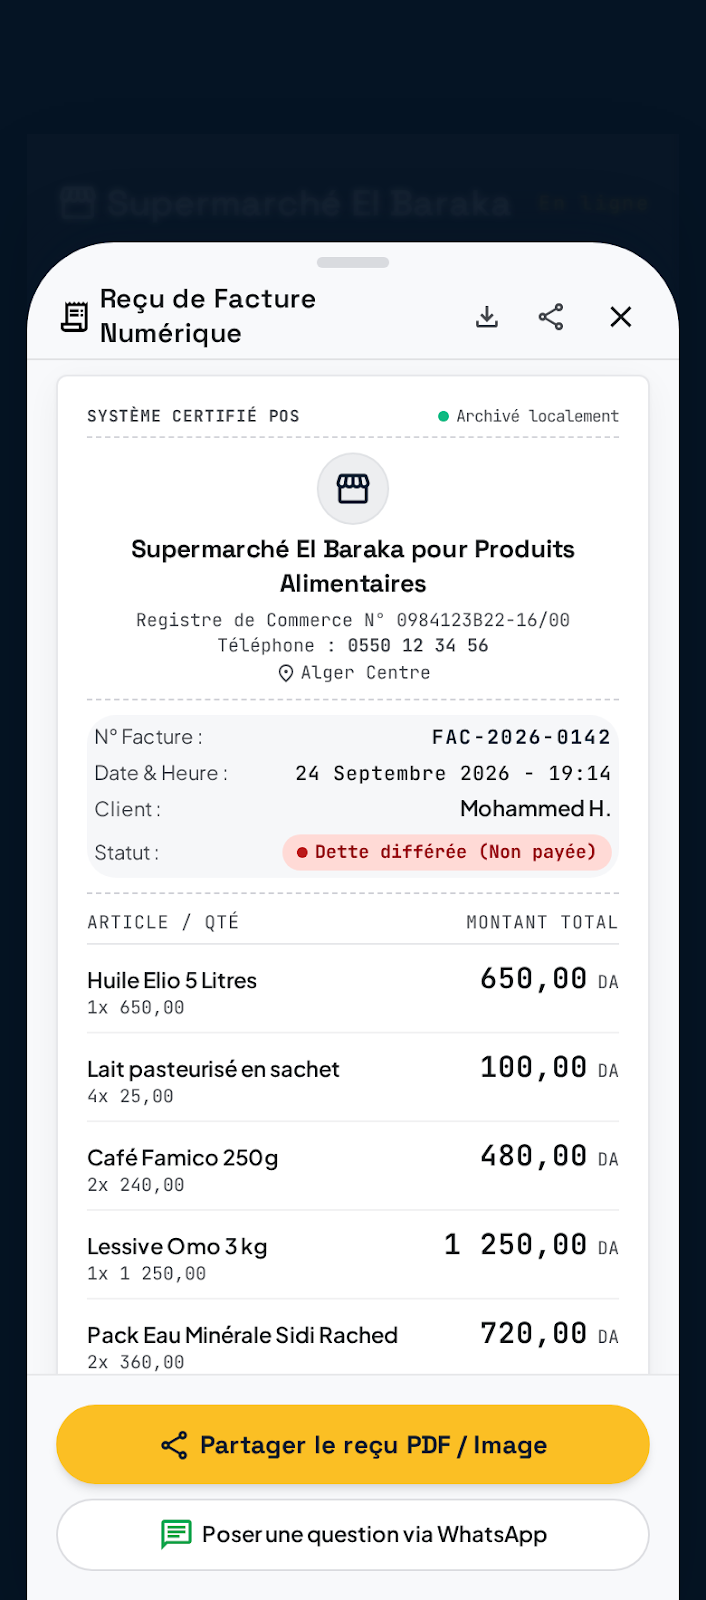 Supermarché El Baraka En ligne
Reçu de Facture
Numérique
SYSTÈME CERTIFIÉ POS
Archivé localement
Supermarché El Baraka pour Produits
Alimentaires
Registre de Commerce N° 0984123B22-16/00
Téléphone : 0550 12 34 56
Alger Centre
N° Facture : FAC-2026-0142
Date & Heure : 24 Septembre 2026 - 19:14
Client : Mohammed H.
Statut : Dette différée (Non payée)
ARTICLE / QTÉ MONTANT TOTAL
Huile Elio 5 Litres 650,00 DA
1x 650,00
Lait pasteurisé en sachet 100,00 DA
4x 25,00
Café Famico 250g 480,00 DA
2x 240,00
Lessive Omo 3 kg 1 250,00 DA
1x 1 250,00
Pack Eau Minérale Sidi Rached 720,00 DA
2x 360,00
Partager le reçu PDF / Image
Poser une question via WhatsApp